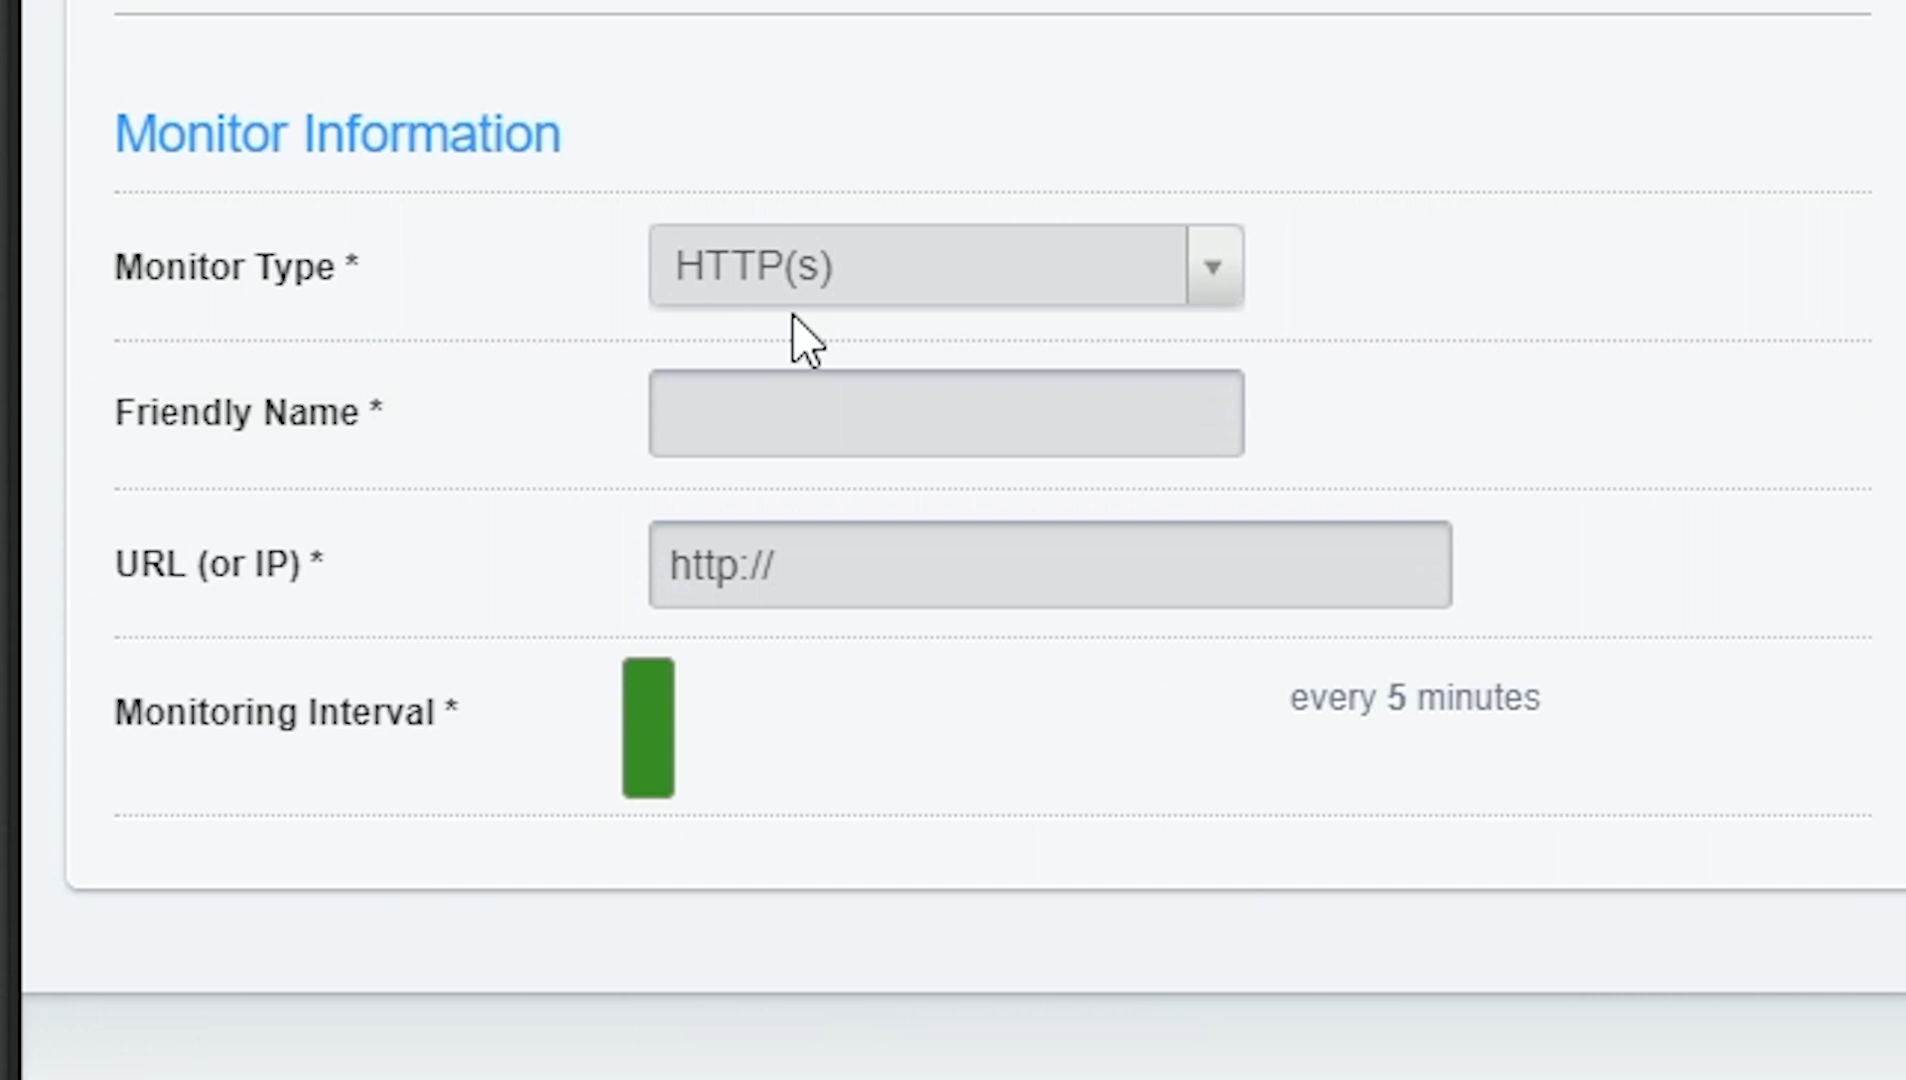 Monitor Information
Monitor Type *
HTTP(s)
Friendly Name *
URL (or IP) *
http://
Monitoring Interval *
every 5 minutes